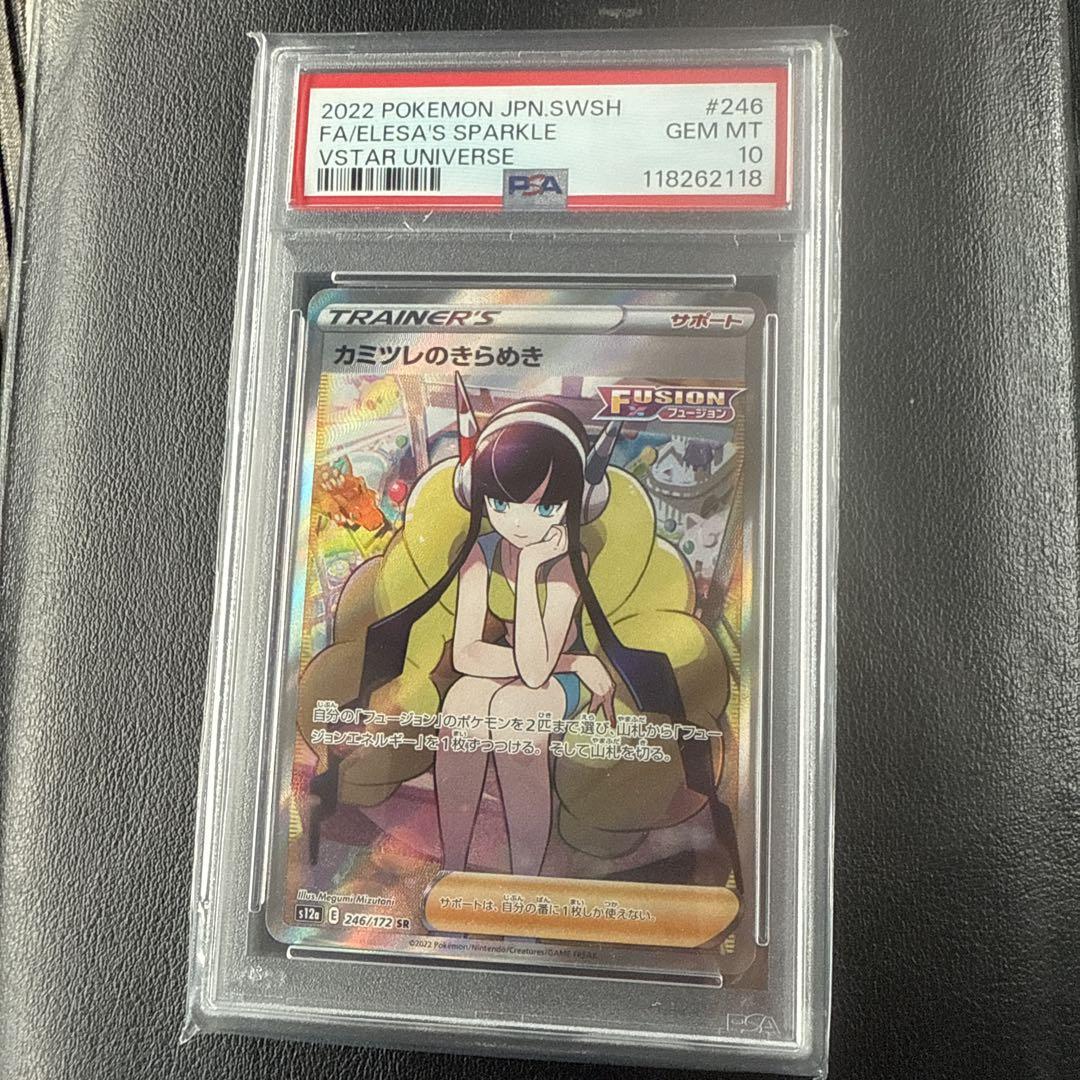 2022 POKEMON JPN.SWSH #246
FA/ELESA'S SPARKLE GEM MT
VSTAR UNIVERSE 10
PSA 118262118
TRAINER'S サポート
カミツレのきらめき
FUSION
フュージョン
自分の「フュージョン」のポケモンを2匹まで選び、山札から「フュー
ジョンエネルギー」を1枚ずつつける。そして山札を切る。
Illus. Megumi Mizutani
サポートは、自分の番に1枚しか使えない。
s12a E 246/172 SR
©2022 Pokémon/Nintendo/Creatures/GAME FREAK
PSA